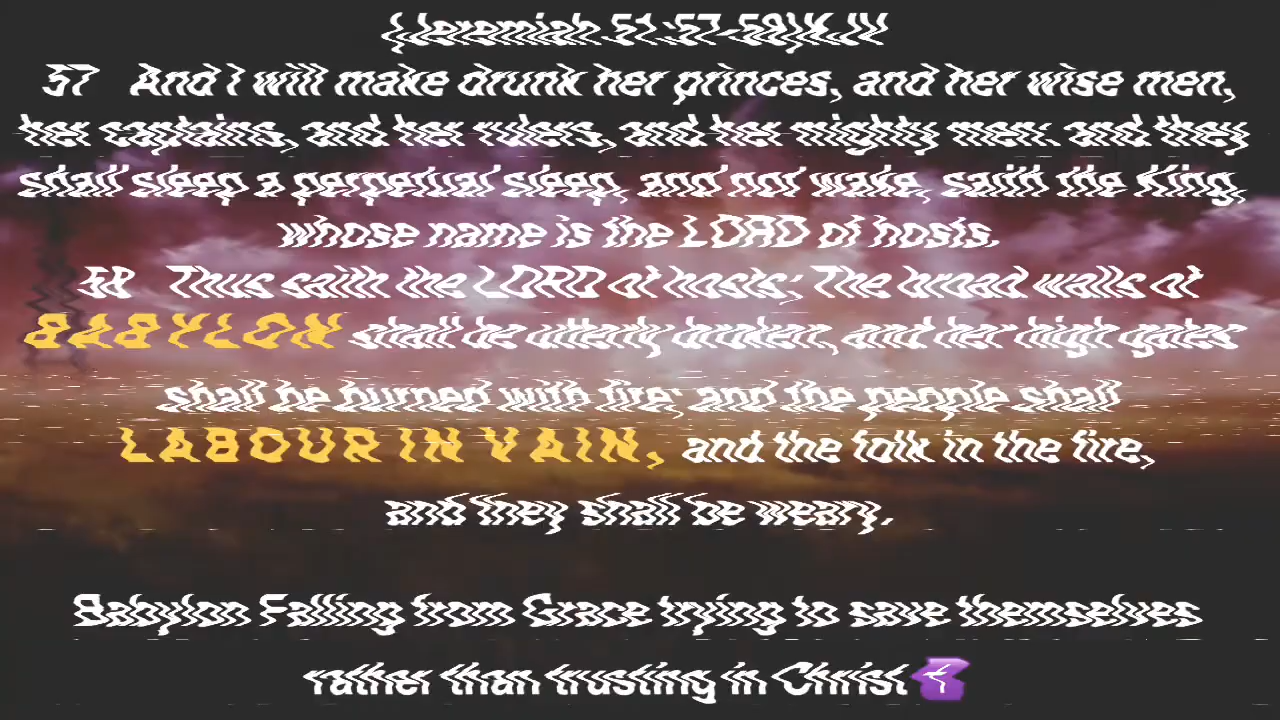 (Jeremiah 51:57-58)KJV
57 And I will make drunk her princes, and her wise men,
her captains, and her rulers, and her mighty men: and they
shall sleep a perpetual sleep, and not wake, saith the King,
whose name is the LORD of hosts.
58 Thus saith the LORD of hosts; The broad walls of
BABYLON shall be utterly broken, and her high gates
shall be burned with fire; and the people shall
LABOUR IN VAIN, and the folk in the fire,
and they shall be weary.
Babylon Falling from Grace trying to save themselves
rather than trusting in Christ